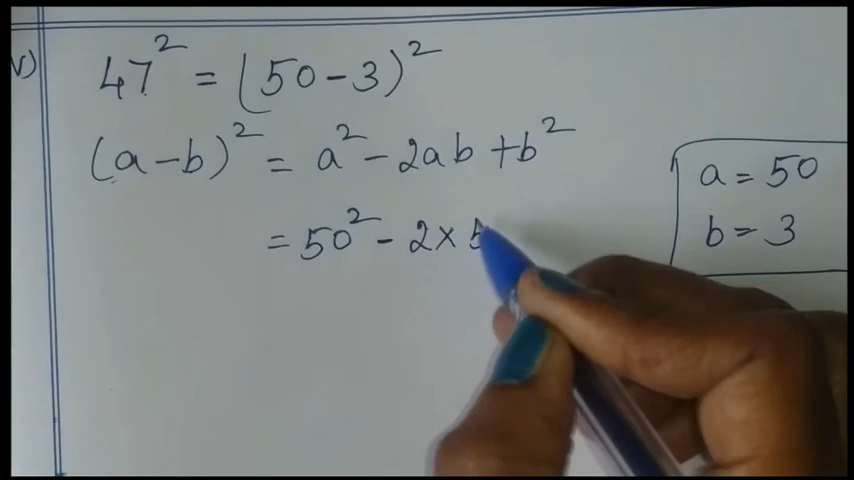 v)
47² = (50 - 3)²
(a - b)² = a² - 2ab + b²
a = 50
= 50² - 2 × 5
b = 3